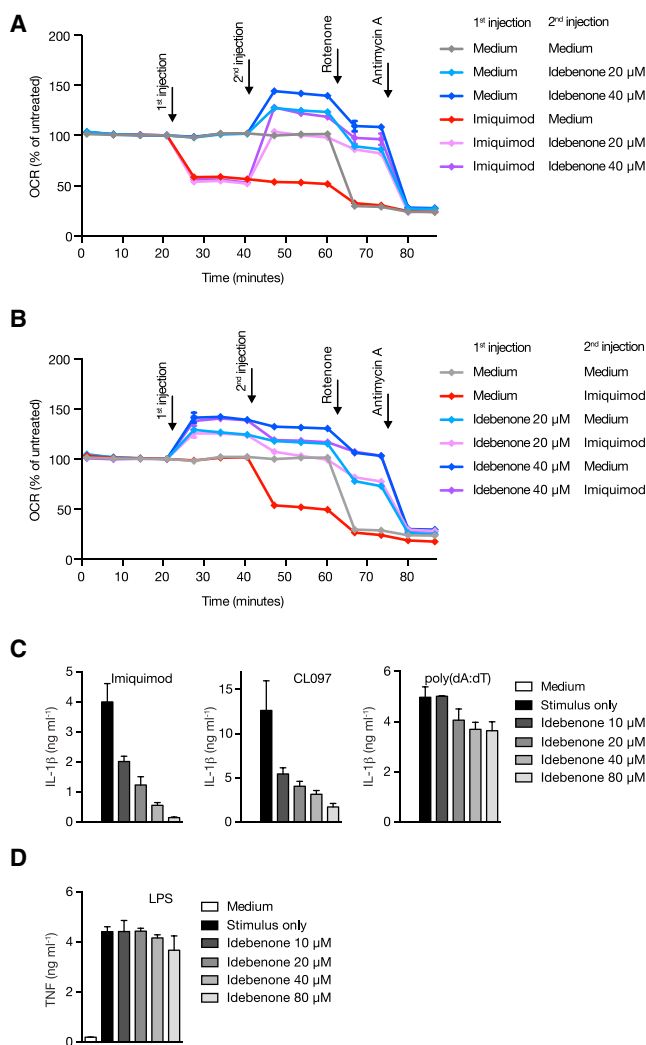 A
1st injection 2nd injection
Medium Medium
Medium Idebenone 20 µM
Medium Idebenone 40 µM
Imiquimod Medium
Imiquimod Idebenone 20 µM
Imiquimod Idebenone 40 µM
OCR (% of untreated)
200
150
100
50
0
1st injection
2nd injection
Rotenone
Antimycin A
0 10 20 30 40 50 60 70 80
Time (minutes)
B
1st injection 2nd injection
Medium Medium
Medium Imiquimod
Idebenone 20 µM Medium
Idebenone 20 µM Imiquimod
Idebenone 40 µM Medium
Idebenone 40 µM Imiquimod
OCR (% of untreated)
200
150
100
50
0
1st injection
2nd injection
Rotenone
Antimycin A
0 10 20 30 40 50 60 70 80
Time (minutes)
C
Imiquimod
IL-1β (ng ml-1)
5
4
3
2
1
0
CL097
IL-1β (ng ml-1)
15
10
5
0
poly(dA:dT)
IL-1β (ng ml-1)
6
4
2
0
Medium
Stimulus only
Idebenone 10 µM
Idebenone 20 µM
Idebenone 40 µM
Idebenone 80 µM
D
LPS
TNF (ng ml-1)
6
4
2
0
Medium
Stimulus only
Idebenone 10 µM
Idebenone 20 µM
Idebenone 40 µM
Idebenone 80 µM